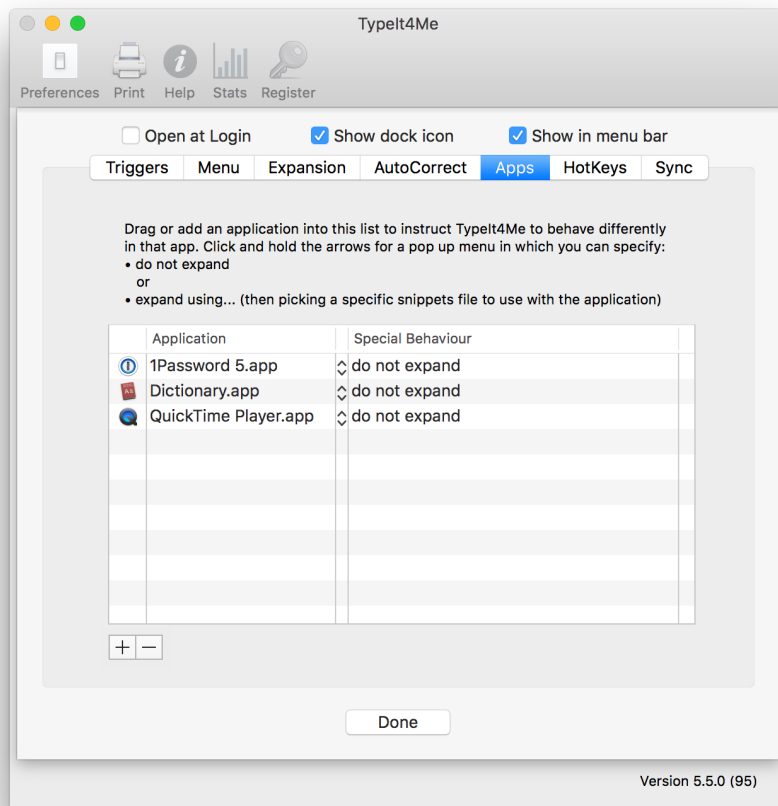 TypeIt4Me
Preferences Print Help Stats Register
Open at Login Show dock icon Show in menu bar
Triggers Menu Expansion AutoCorrect Apps HotKeys Sync
Drag or add an application into this list to instruct TypeIt4Me to behave differently
in that app. Click and hold the arrows for a pop up menu in which you can specify:
• do not expand
or
• expand using... (then picking a specific snippets file to use with the application)
Application Special Behaviour
1Password 5.app do not expand
Dictionary.app do not expand
QuickTime Player.app do not expand
Done
Version 5.5.0 (95)